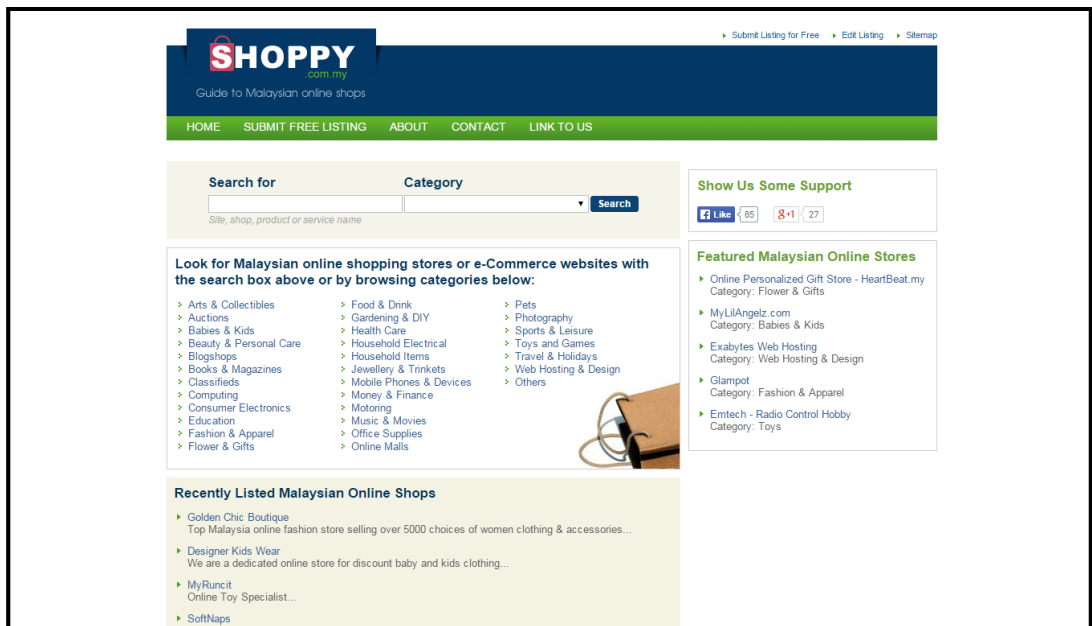 Submit Listing for Free
Edit Listing
Sitemap
SHOPPY
.com.my
Guide to Malaysian online shops
HOME
SUBMIT FREE LISTING
ABOUT
CONTACT
LINK TO US
Search for
Category
Search
Site, shop, product or service name
Look for Malaysian online shopping stores or e-Commerce websites with
the search box above or by browsing categories below:
Arts & Collectibles
Auctions
Babies & Kids
Beauty & Personal Care
Blogshops
Books & Magazines
Classifieds
Computing
Consumer Electronics
Education
Fashion & Apparel
Flower & Gifts
Food & Drink
Gardening & DIY
Health Care
Household Electrical
Household Items
Jewellery & Trinkets
Mobile Phones & Devices
Money & Finance
Motoring
Music & Movies
Office Supplies
Online Malls
Pets
Photography
Sports & Leisure
Toys and Games
Travel & Holidays
Web Hosting & Design
Others
Recently Listed Malaysian Online Shops
Golden Chic Boutique
Top Malaysia online fashion store selling over 5000 choices of women clothing & accessories...
Designer Kids Wear
We are a dedicated online store for discount baby and kids clothing...
MyRuncit
Online Toy Specialist...
SoftNaps
Show Us Some Support
Like 85
g+1 27
Featured Malaysian Online Stores
Online Personalized Gift Store - HeartBeat.my
Category: Flower & Gifts
MyLilAngelz.com
Category: Babies & Kids
Exabytes Web Hosting
Category: Web Hosting & Design
Glampot
Category: Fashion & Apparel
Emtech - Radio Control Hobby
Category: Toys